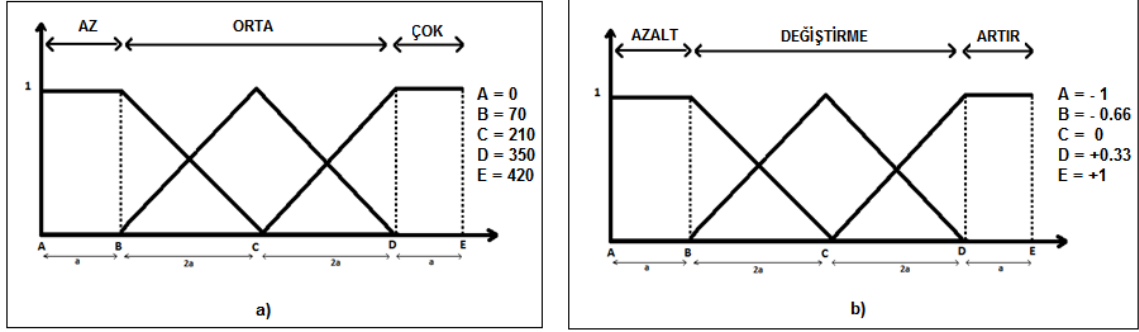 AZ ORTA ÇOK
1
A = 0
B = 70
C = 210
D = 350
E = 420
A B C D E
a 2a 2a a
a)
AZALT DEĞİŞTİRME ARTIR
1
A = - 1
B = - 0.66
C = 0
D = +0.33
E = +1
A B C D E
a 2a 2a a
b)